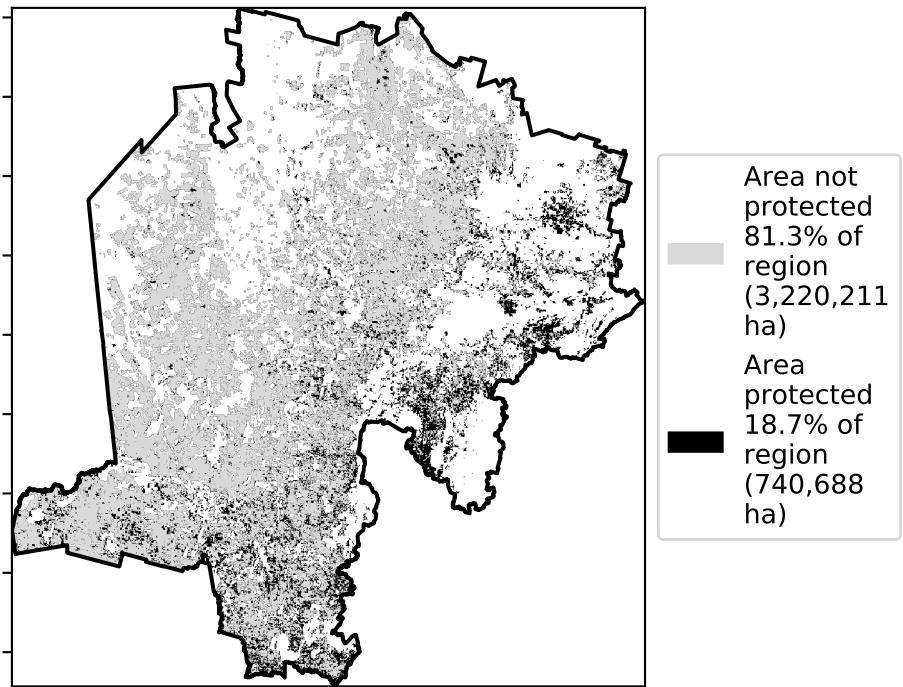 Area not
protected
81.3% of
region
(3,220,211
ha)
Area
protected
18.7% of
region
(740,688
ha)